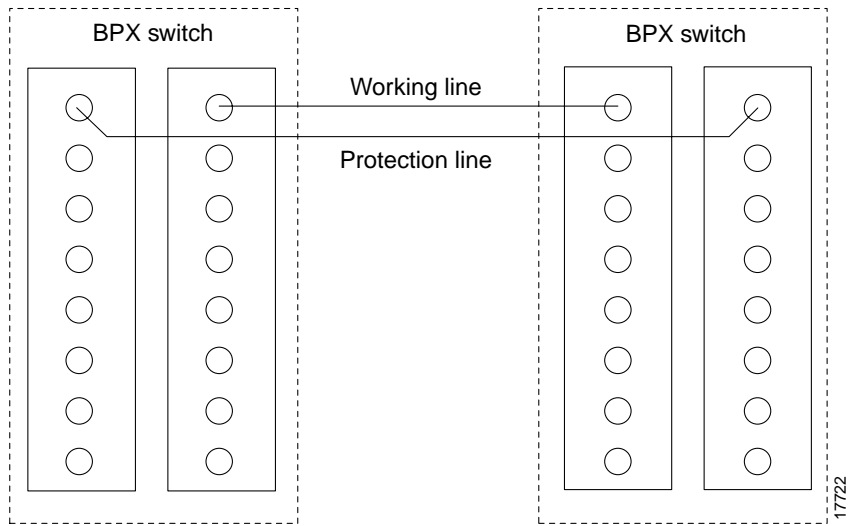 BPX switch
BPX switch
Working line
Protection line
17722